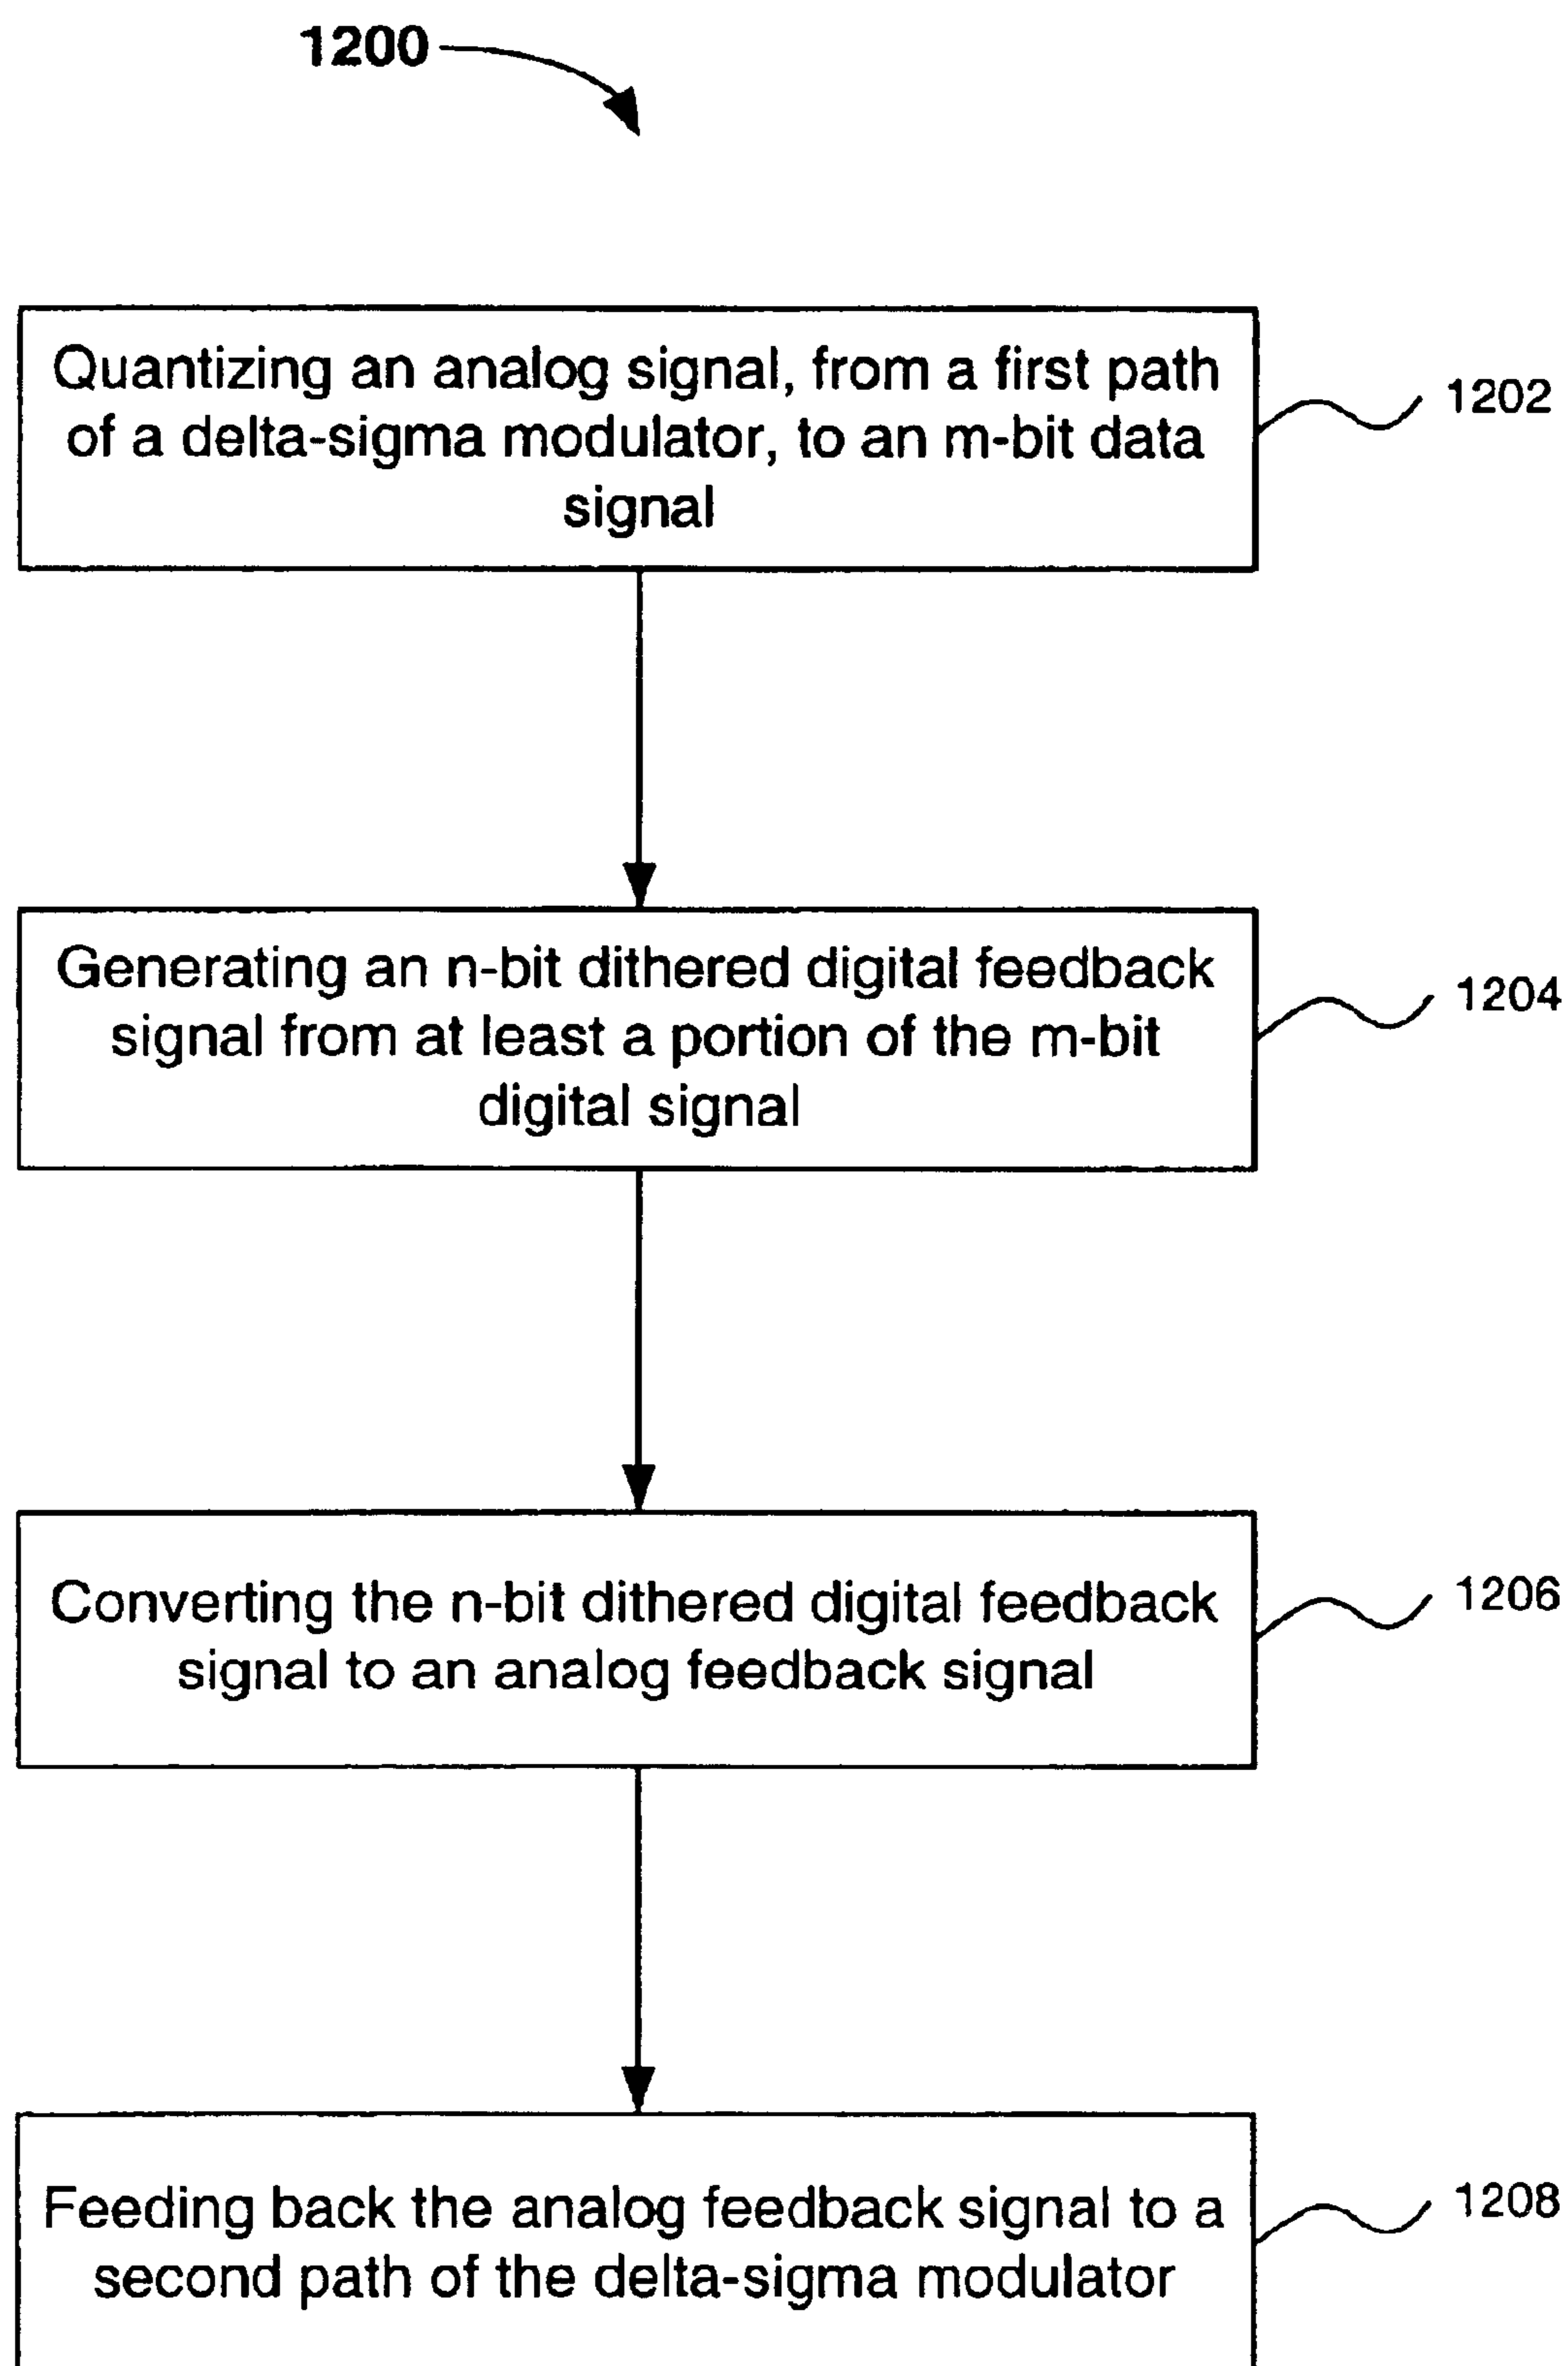 1200
Quantizing an analog signal, from a first path
of a delta-sigma modulator, to an m-bit data
signal
1202
Generating an n-bit dithered digital feedback
signal from at least a portion of the m-bit
digital signal
1204
Converting the n-bit dithered digital feedback
signal to an analog feedback signal
1206
Feeding back the analog feedback signal to a
second path of the delta-sigma modulator
1208